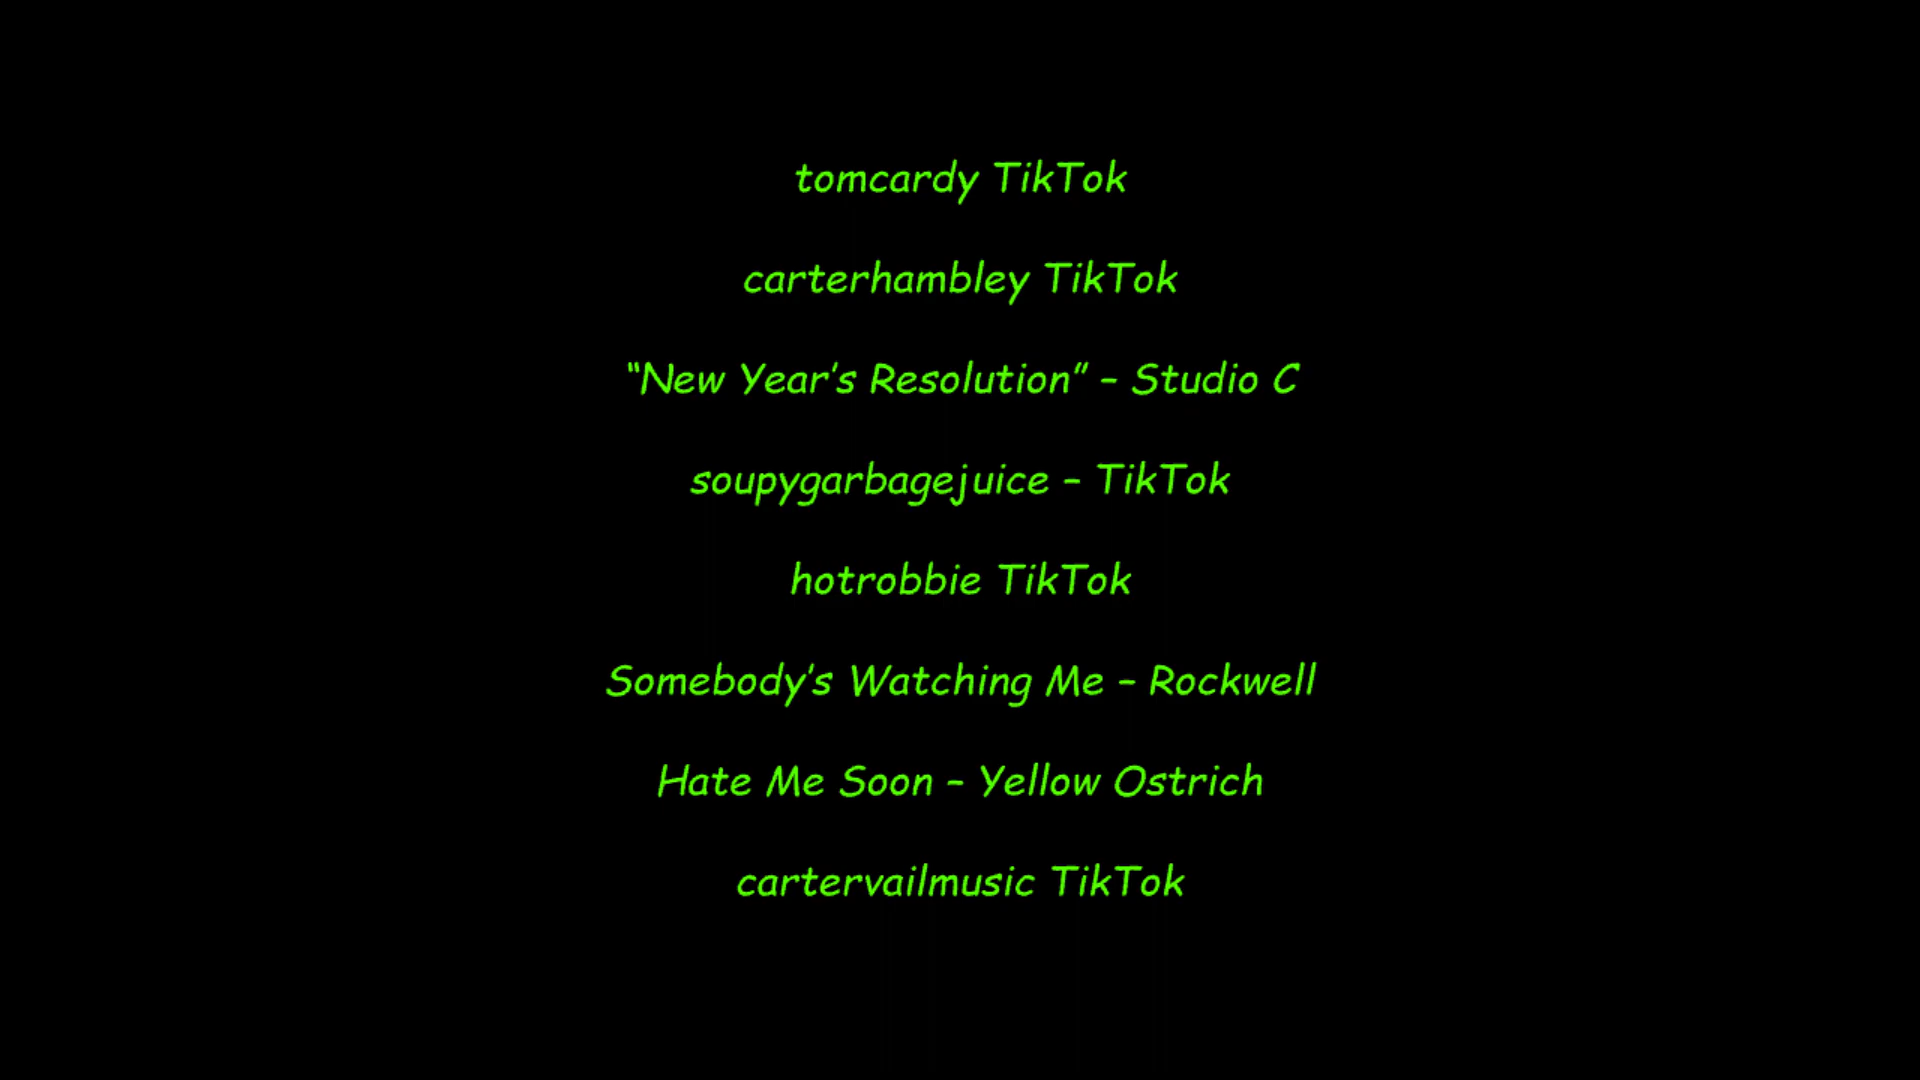 tomcardy TikTok
carterhambley TikTok
“New Year’s Resolution” – Studio C
soupygarbagejuice – TikTok
hotrobbie TikTok
Somebody’s Watching Me – Rockwell
Hate Me Soon – Yellow Ostrich
cartervailmusic TikTok